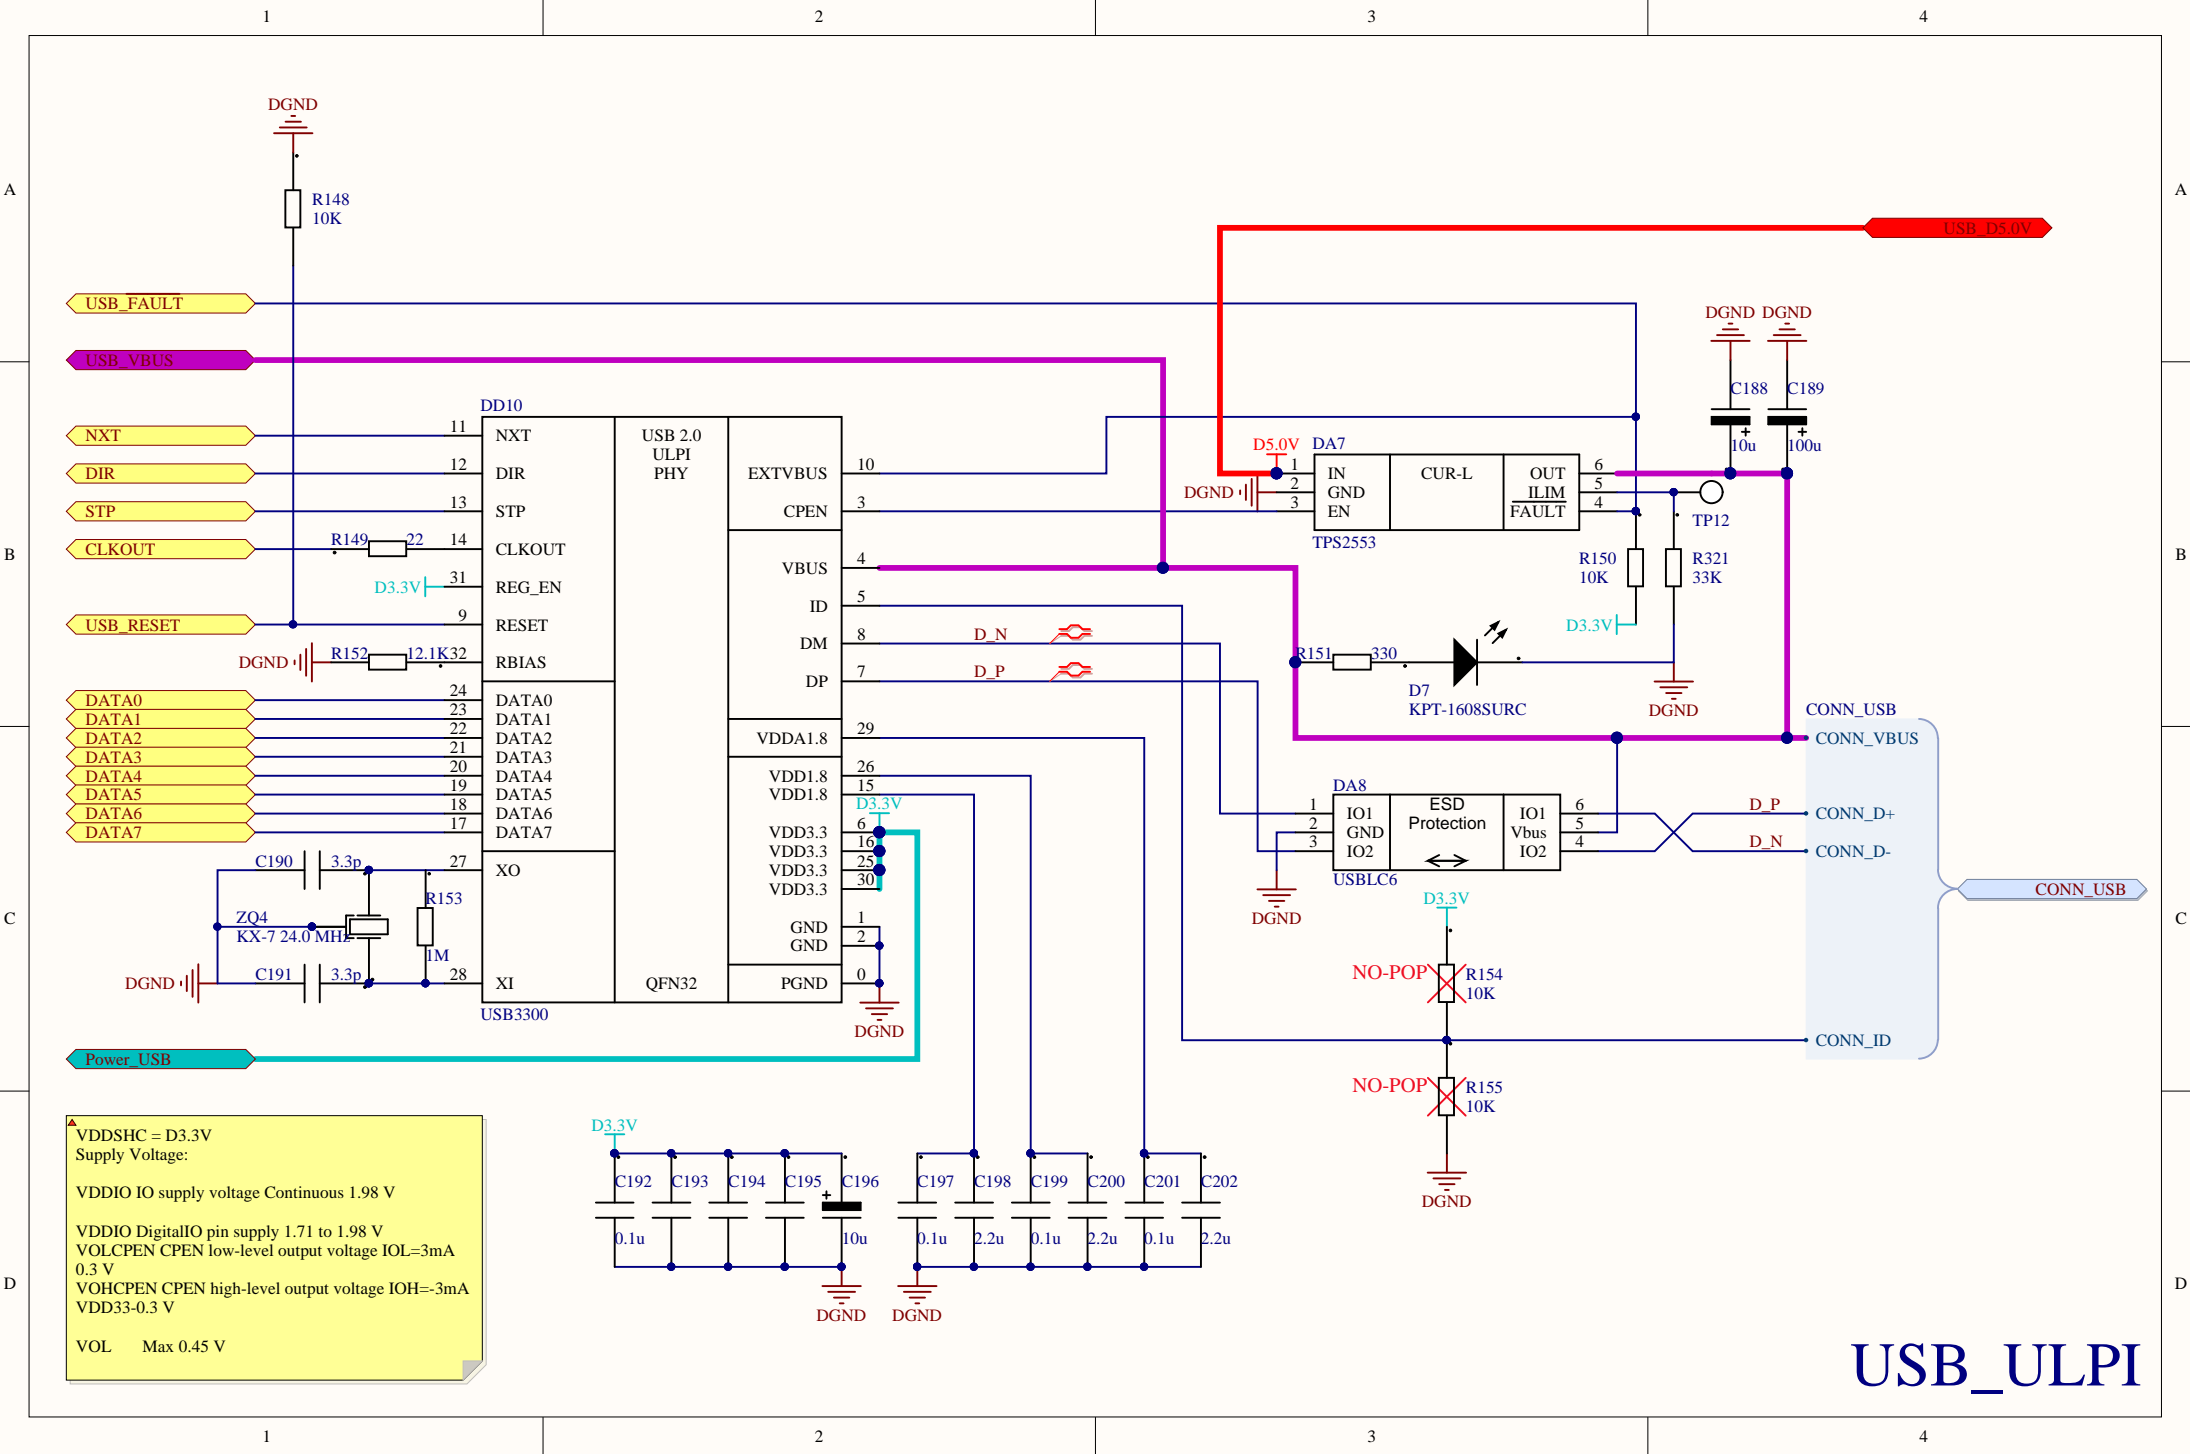 1
2
3
4
DGND
A
A
R148
10K
USB_D5.0V
USB_FAULT
DGND
DGND
USB_VBUS
C188
C189
+
+
10u
100u
DD10
NXT
11
NXT
USB 2.0
ULPI
PHY
DIR
12
DIR
EXTVBUS
10
D5.0V
DA7
1
IN
CUR-L
OUT
6
DGND
2
GND
ILIM
5
STP
13
STP
CPEN
3
3
EN
FAULT
4
TP12
TPS2553
B
B
CLKOUT
R149
22
14
CLKOUT
R150
10K
R321
33K
VBUS
4
D3.3V
31
REG_EN
ID
5
USB_RESET
9
RESET
D3.3V
DM
8
D_N
DGND
R152
12.1K
32
RBIAS
R151
330
DP
7
D_P
D7
KPT-1608SURC
DGND
DATA0
24
DATA0
DATA1
23
DATA1
DATA2
22
DATA2
DATA3
21
DATA3
DATA4
20
DATA4
DATA5
19
DATA5
DATA6
18
DATA6
DATA7
17
DATA7
VDDA1.8
29
VDD1.8
26
VDD1.8
15
D3.3V
VDD3.3
6
VDD3.3
16
VDD3.3
25
VDD3.3
30
CONN_USB
CONN_VBUS
DA8
1
IO1
ESD
Protection
IO1
6
2
GND
Vbus
5
3
IO2
IO2
4
USBLC6
DGND
D_P
CONN_D+
D_N
CONN_D-
CONN_USB
C190
3.3p
27
XO
R153
1M
ZQ4
KX-7 24.0 MHz
C
C
GND
1
GND
2
DGND
C191
3.3p
28
XI
QFN32
PGND
0
USB3300
DGND
D3.3V
NO-POP
R154
10K
CONN_ID
Power_USB
NO-POP
R155
10K
DGND
VDDSHC = D3.3V
Supply Voltage:
VDDIO IO supply voltage Continuous 1.98 V
VDDIO DigitalIO pin supply 1.71 to 1.98 V
VOLCPEN CPEN low-level output voltage IOL=3mA
0.3 V
VOHCPEN CPEN high-level output voltage IOH=-3mA
VDD33-0.3 V
VOL Max 0.45 V
D3.3V
C192
C193
C194
C195
C196
C197
C198
C199
C200
C201
C202
+
0.1u
10u
0.1u
2.2u
0.1u
2.2u
0.1u
2.2u
DGND
DGND
D
D
USB_ULPI
1
2
3
4